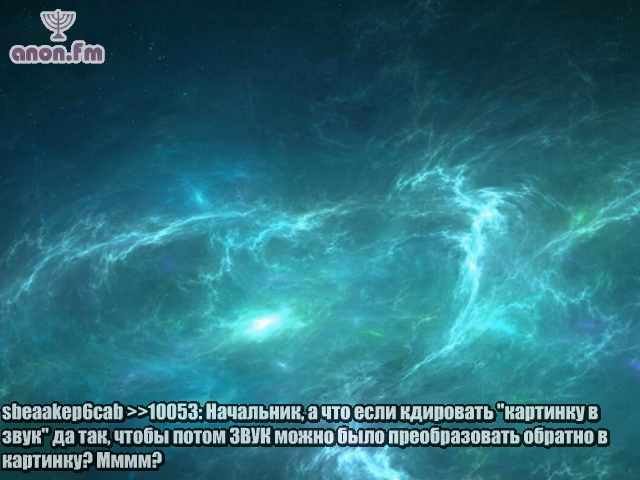 anon.fm
sbeaakep6cab >>10053: Начальник, а что если кдировать "картинку в
звук" да так, чтобы потом ЗВУК можно было преобразовать обратно в
картинку? Мммм?